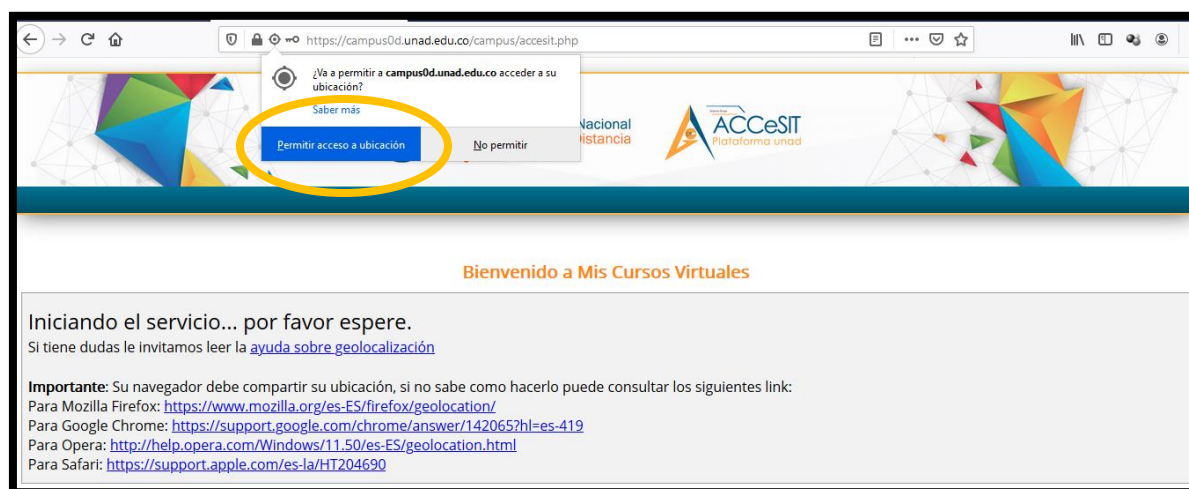 https://campus0d.unad.edu.co/campus/accesit.php
¿Va a permitir a campus0d.unad.edu.co acceder a su
ubicación?
Saber más
Permitir acceso a ubicación
No permitir
Nacional
Distancia
ACCeSIT
Plataforma unad
Bienvenido a Mis Cursos Virtuales
Iniciando el servicio... por favor espere.
Si tiene dudas le invitamos leer la ayuda sobre geolocalización
Importante: Su navegador debe compartir su ubicación, si no sabe como hacerlo puede consultar los siguientes link:
Para Mozilla Firefox: https://www.mozilla.org/es-ES/firefox/geolocation/
Para Google Chrome: https://support.google.com/chrome/answer/142065?hl=es-419
Para Opera: http://help.opera.com/Windows/11.50/es-ES/geolocation.html
Para Safari: https://support.apple.com/es-la/HT204690